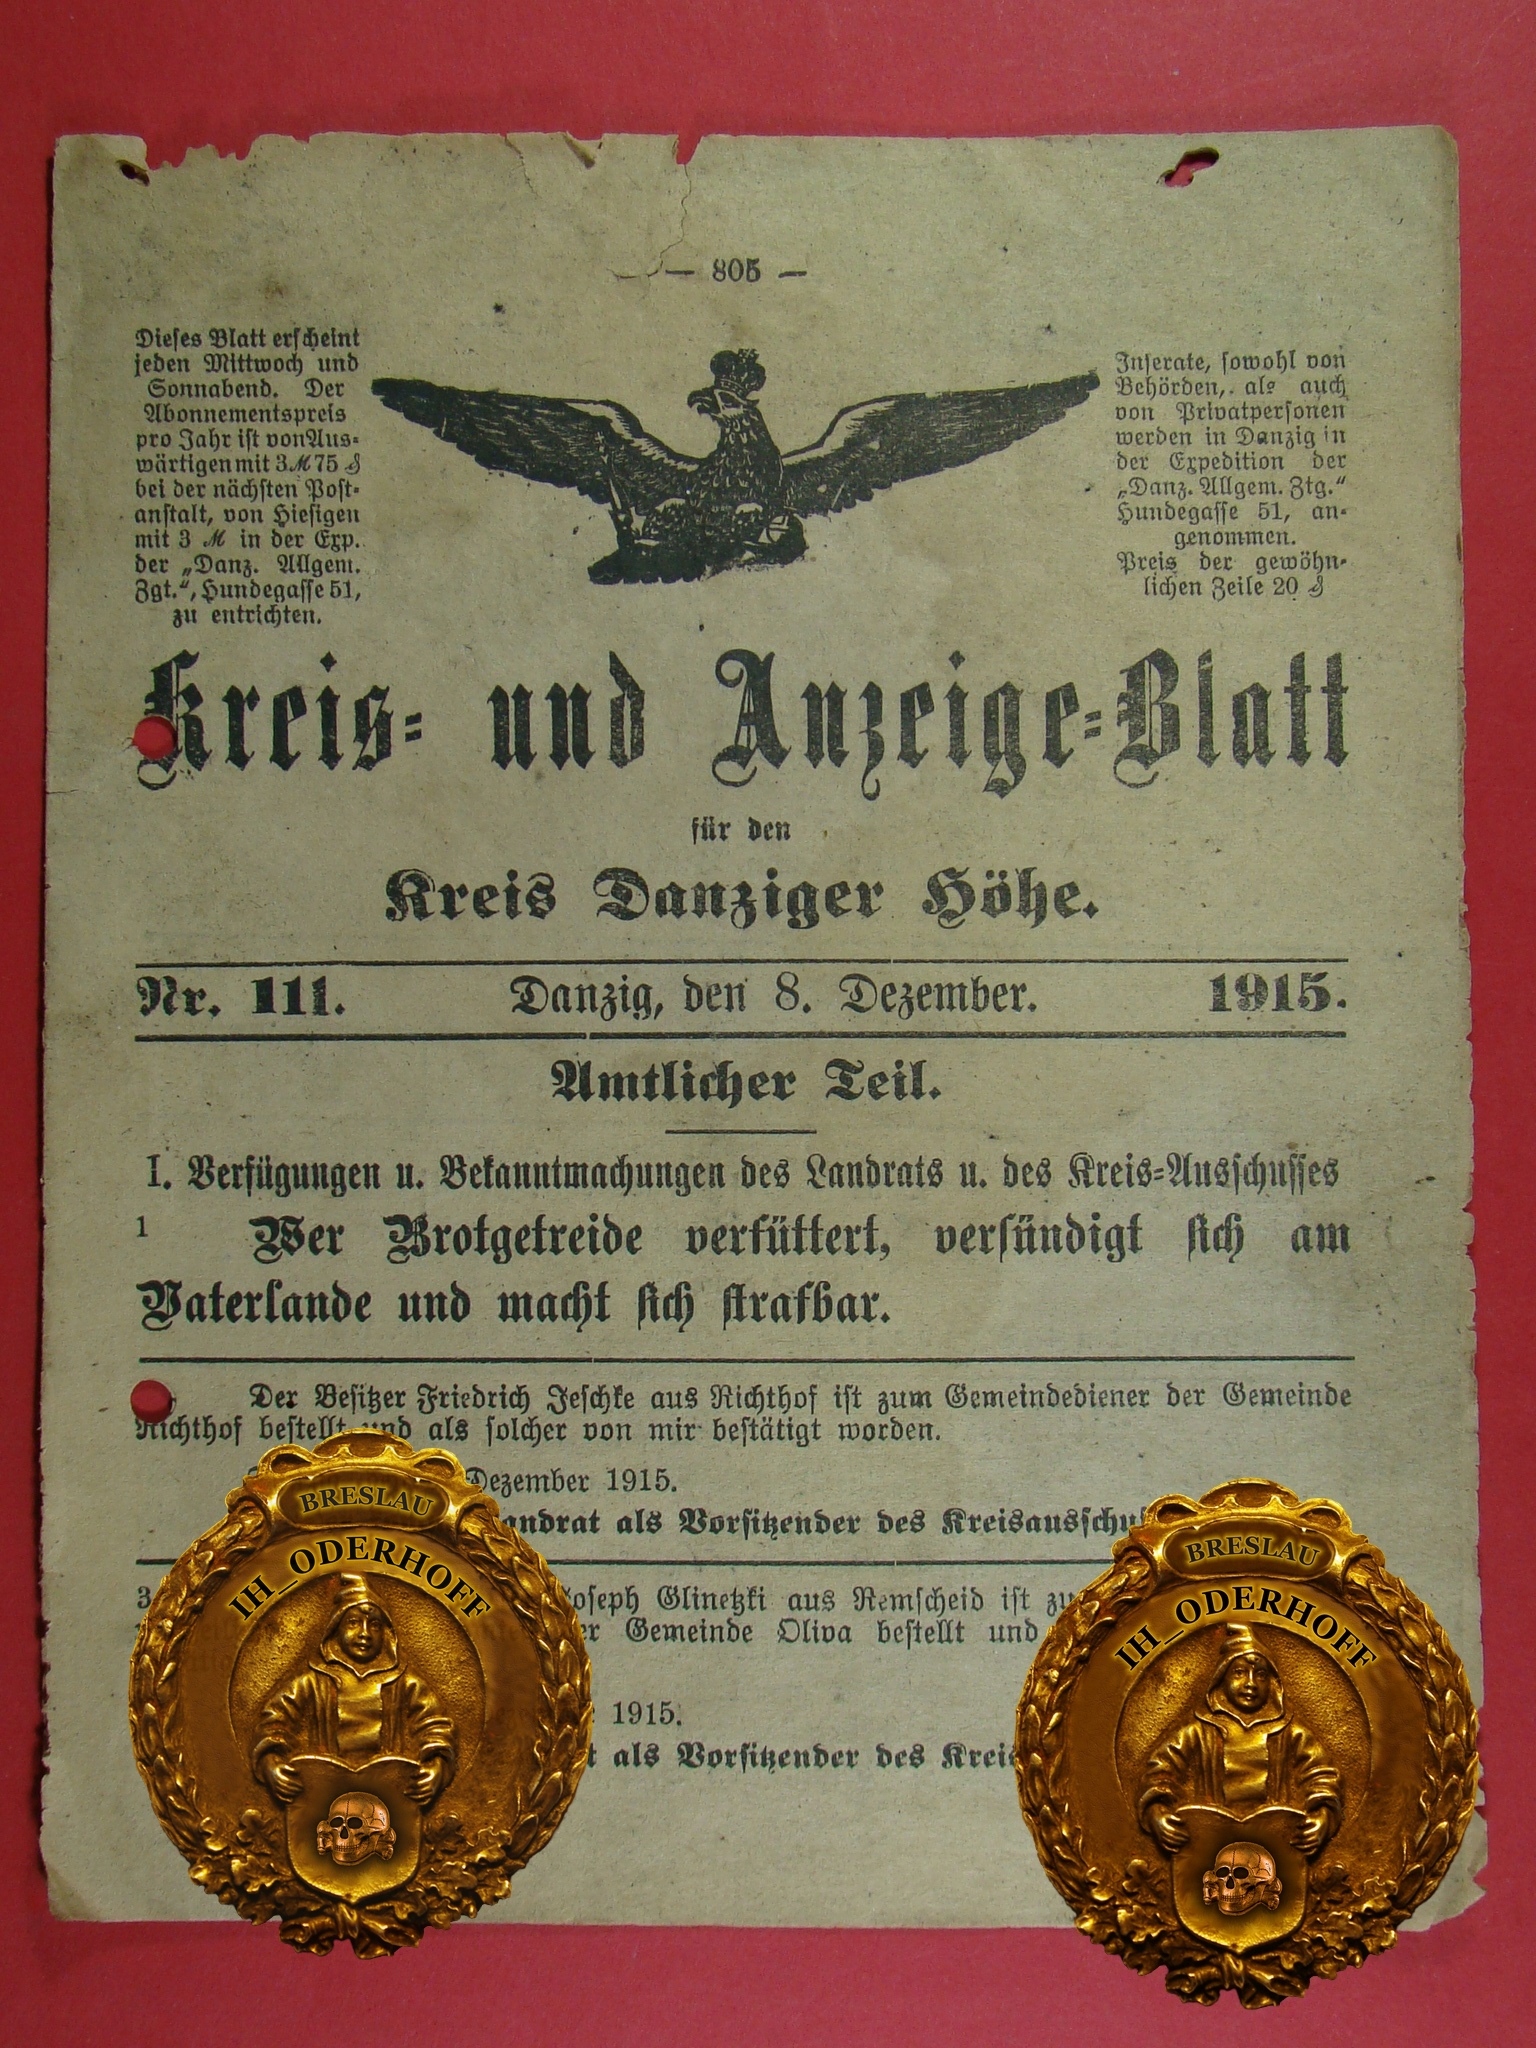 — 805 —
Dieses Blatt erscheint
jeden Mittwoch und
Sonnabend. Der
Abonnementspreis
pro Jahr ist von Aus-
wärtigen mit 3 M 75 ₰
bei der nächsten Post-
anstalt, von Hiesigen
mit 3 M in der Exp.
der „Danz. Allgem.
Zgt.“, Hundegasse 51,
zu entrichten.
Inserate, sowohl von
Behörden, als auch
von Privatpersonen
werden in Danzig in
der Expedition der
„Danz. Allgem. Ztg.“
Hundegasse 51, an-
genommen.
Preis der gewöhn-
lichen Zeile 20 ₰
Kreis- und Anzeige-Blatt
für den
Kreis Danziger Höhe.
Nr. 111. Danzig, den 8. Dezember. 1915.
Amtlicher Teil.
I. Verfügungen u. Bekanntmachungen des Landrats u. des Kreis-Ausschusses
1 Wer Brotgetreide verfüttert, versündigt sich am
Vaterlande und macht sich strafbar.
Der Besitzer Friedrich Jeschke aus Richthof ist zum Gemeindediener der Gemeinde
Richthof bestellt und als solcher von mir bestätigt worden.
Dezember 1915.
Landrat als Vorsitzender des Kreisausschu
3 Joseph Glinetzki aus Remscheid ist zu
er Gemeinde Oliva bestellt und
1915.
t als Vorsitzender des Kreis
BRESLAU
IH_ODERHOFF
BRESLAU
IH_ODERHOFF